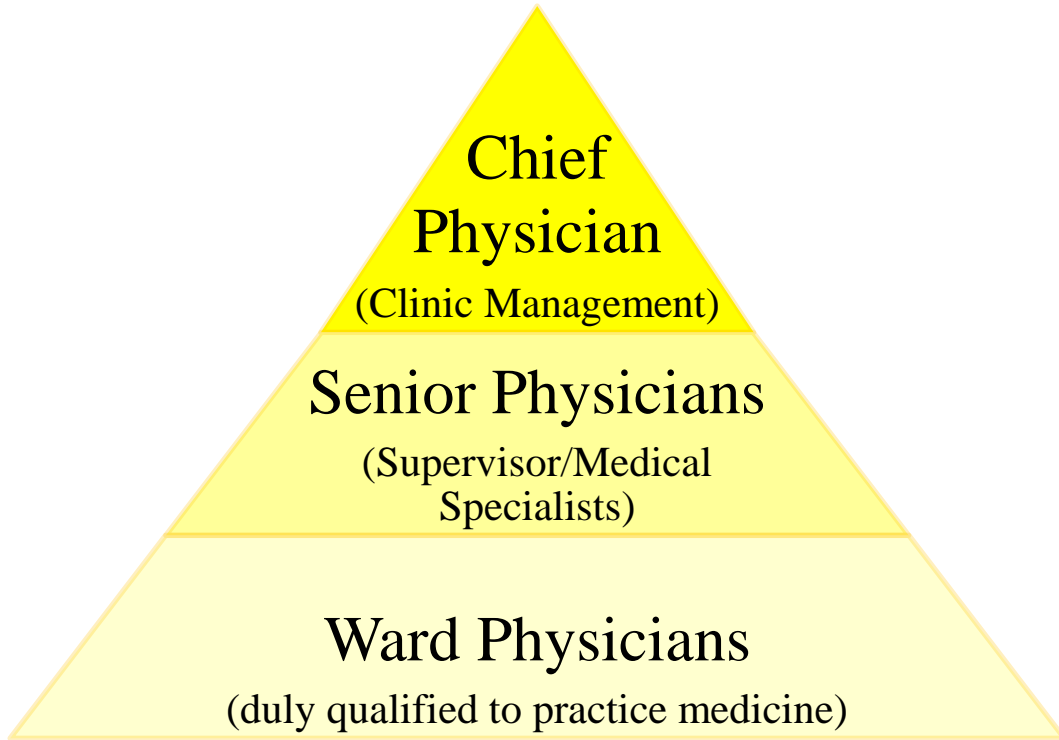 Chief
Physician
(Clinic Management)
Senior Physicians
(Supervisor/Medical
Specialists)
Ward Physicians
(duly qualified to practice medicine)